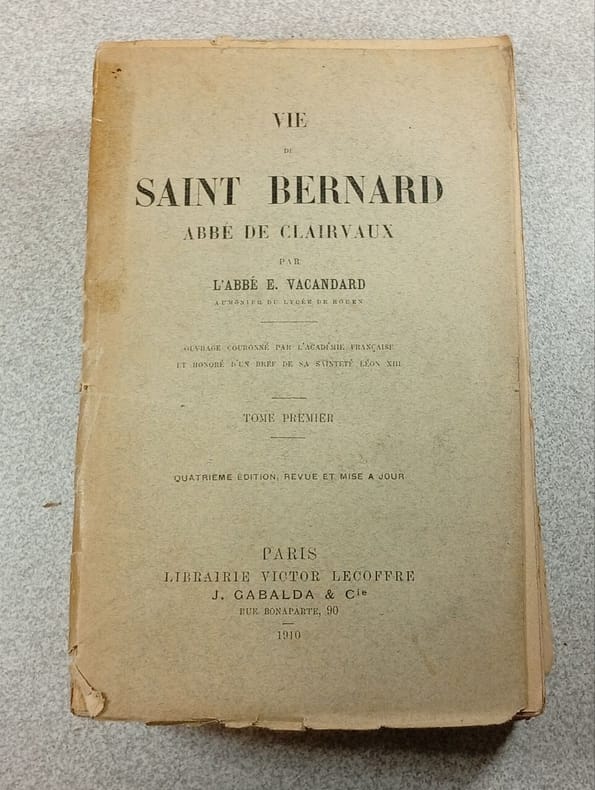 VIE
DE
SAINT BERNARD
ABBÉ DE CLAIRVAUX
PAR
L'ABBÉ E. VACANDARD
AUMÔNIER DU LYCÉE DE ROUEN
OUVRAGE COURONNÉ PAR L'ACADÉMIE FRANÇAISE
ET HONORÉ D'UN BREF DE SA SAINTETÉ LÉON XIII
TOME PREMIER
QUATRIÈME ÉDITION, REVUE ET MISE A JOUR
PARIS
LIBRAIRIE VICTOR LECOFFRE
J. GABALDA & Cie
RUE BONAPARTE, 90
1910